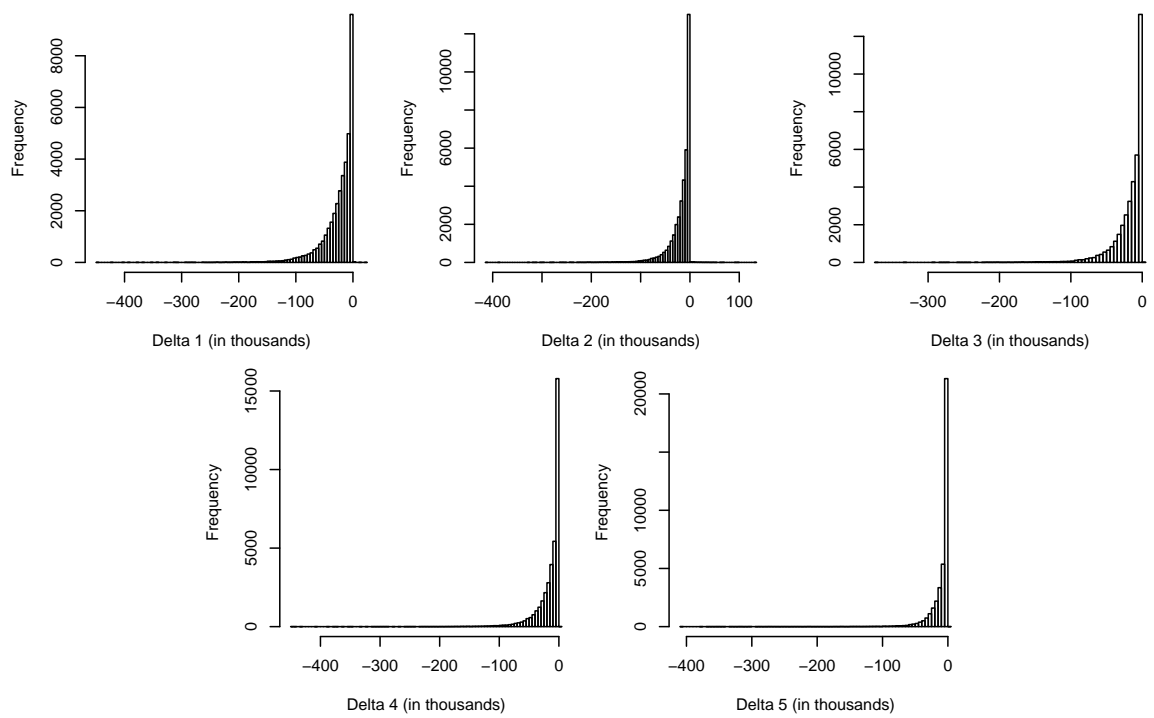 Frequency
0 2000 4000 6000 8000
−400 −300 −200 −100 0
Delta 1 (in thousands)
Frequency
0 2000 6000 10000
−400 −200 0 100
Delta 2 (in thousands)
Frequency
0 2000 6000 10000
−300 −200 −100 0
Delta 3 (in thousands)
Frequency
0 5000 10000 15000
−400 −300 −200 −100 0
Delta 4 (in thousands)
Frequency
0 5000 10000 20000
−400 −300 −200 −100 0
Delta 5 (in thousands)